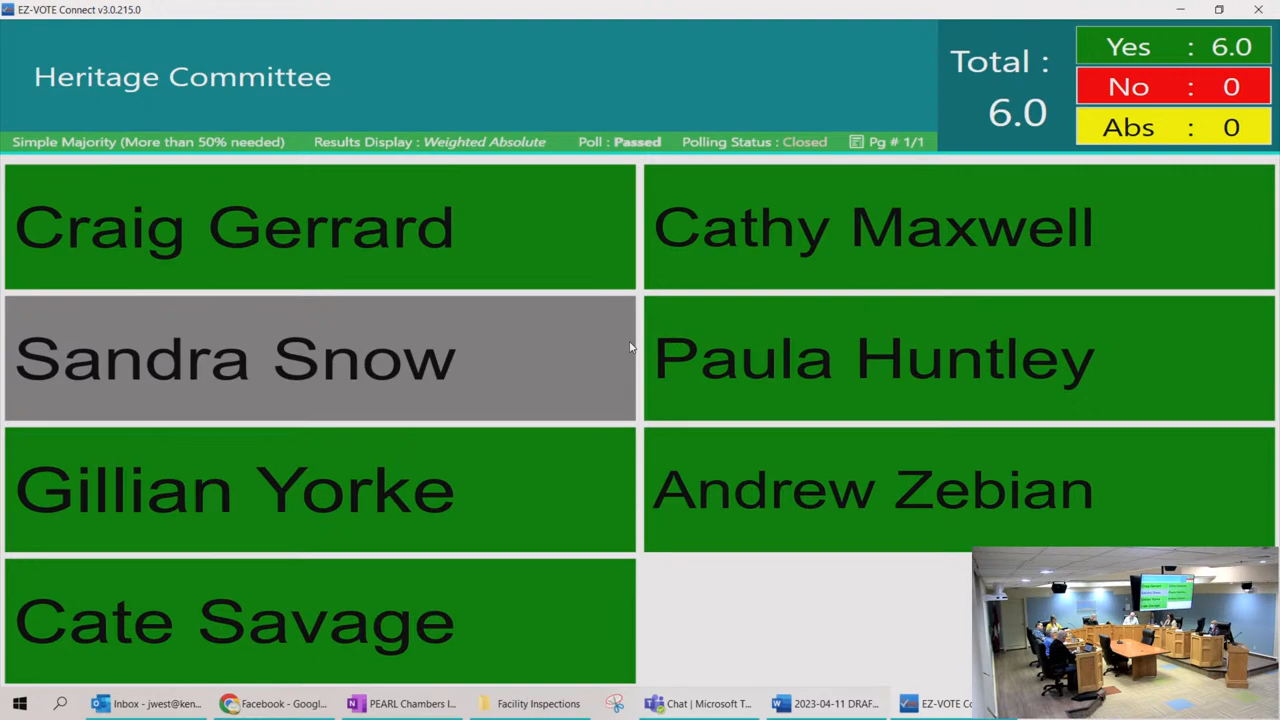 EZ-VOTE Connect v3.0.215.0
Heritage Committee
Total :
6.0
Yes : 6.0
No : 0
Abs : 0
Simple Majority (More than 50% needed) Results Display : Weighted Absolute Poll : Passed Polling Status : Closed Pg # 1/1
Craig Gerrard
Cathy Maxwell
Sandra Snow
Paula Huntley
Gillian Yorke
Andrew Zebian
Cate Savage
Inbox - jwest@ken... Facebook - Googl... PEARL Chambers I... Facility Inspections Chat | Microsoft T... 2023-04-11 DRAF... EZ-VOTE Co